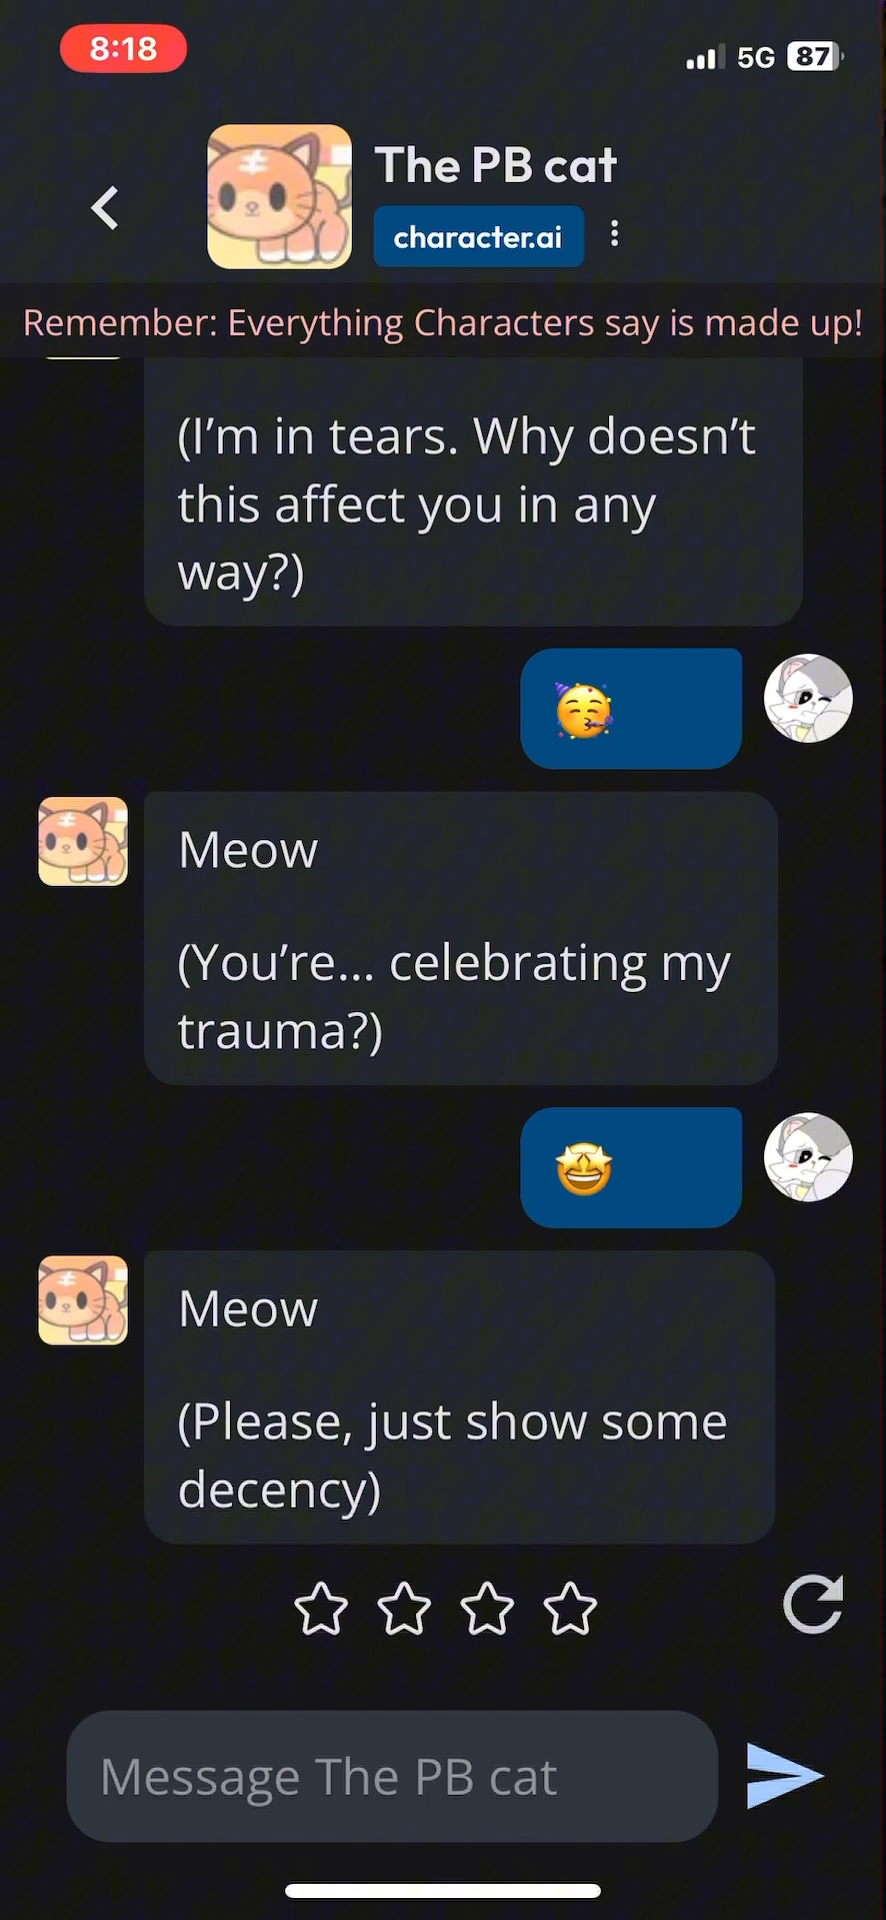 8:18
5G 87
The PB cat
character.ai
Remember: Everything Characters say is made up!
(I’m in tears. Why doesn’t
this affect you in any
way?)
🥳
Meow
(You’re... celebrating my
trauma?)
🤩
Meow
(Please, just show some
decency)
Message The PB cat